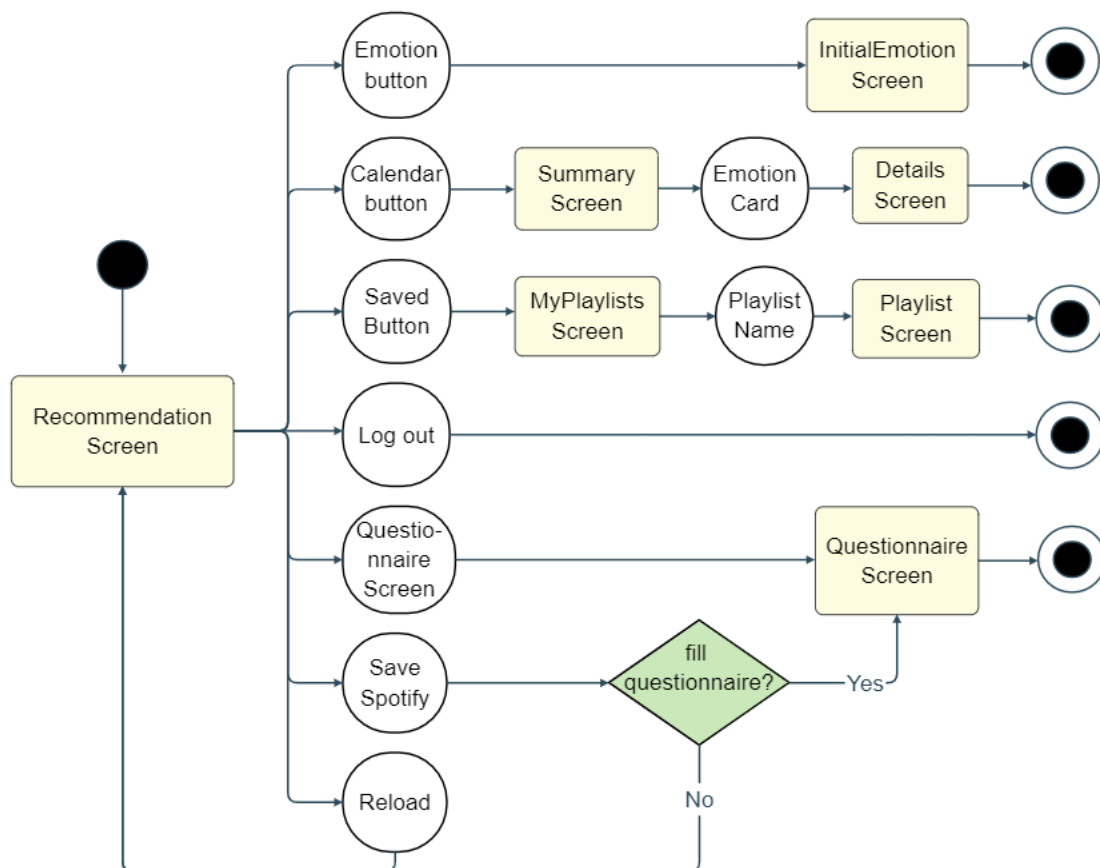 Emotion
button
InitialEmotion
Screen
Calendar
button
Summary
Screen
Emotion
Card
Details
Screen
Saved
Button
MyPlaylists
Screen
Playlist
Name
Playlist
Screen
Recommendation
Screen
Log out
Questio-
nnaire
Screen
Questionnaire
Screen
Save
Spotify
fill
questionnaire?
Yes
Reload
No